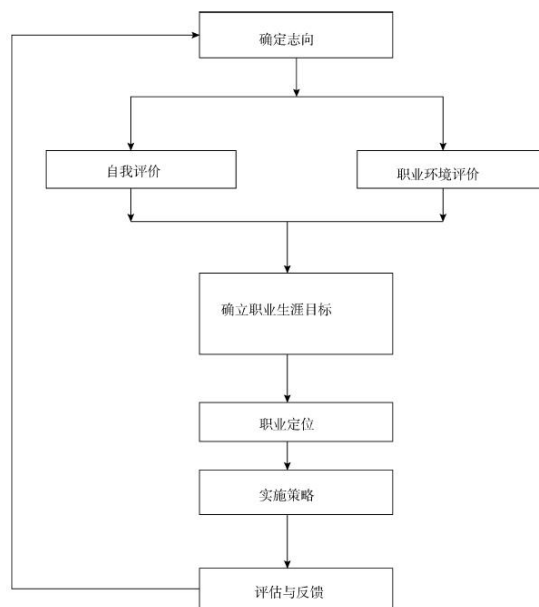 确定志向
自我评价
职业环境评价
确立职业生涯目标
职业定位
实施策略
评估与反馈